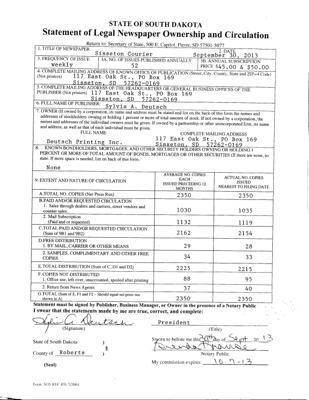 STATE OF SOUTH DAKOTA
Statement of Legal Newspaper Ownership and Circulation
Return to: Secretary of State, 500 E. Capitol, Pierre, SD 57501-5077
1. TITLE OF NEWSPAPER
Sisseton Courier
2. DATE
September 30, 2013
3. FREQUENCY OF ISSUE
weekly
3A. NO. OF ISSUES PUBLISHED ANNUALLY
52
3B. ANNUAL SUBSCRIPTION
PRICE $45.00 & $50.00
4. COMPLETE MAILING ADDRESS OF KNOWN OFFICE OF PUBLICATION (Street, City, County, State and ZIP+4 Code)
(Not printers) 117 East Oak St., PO Box 169
Sisseton, SD 57262-0169
5. COMPLETE MAILING ADDRESS OF THE HEADQUARTERS OR GENERAL BUSINESS OFFICES OF THE
PUBLISHER (Not printer) 117 East Oak St., PO Box 169
Sisseton, SD 57262-0169
6. FULL NAME OF PUBLISHER:
Sylvia A. Deutsch
7. OWNER (If owned by a corporation, its name and address must be stated and list on the back of this form the names and
addresses of stockholders owning or holding 1 percent or more of total amount of stock. If not owned by a corporation, the
names and addresses of the individual owners must be given. If owned by a partnership or other unincorporated firm, its name
and address, as well as that of each individual must be given.
FULL NAME COMPLETE MAILING ADDRESS
117 East Oak St., PO Box 169
Deutsch Printing Inc. Sisseton, SD 57262-0169
8. KNOWN BONDHOLDERS, MORTGAGES, AND OTHER SECURITY HOLDERS OWNING OR HOLDING 1
PERCENT OR MORE OF TOTAL AMOUNT OF BONDS, MORTGAGES OR OTHER SECURITIES (If there are none, so
state. If more space is needed, list on back of this form.
None
9. EXTENT AND NATURE OF CIRCULATION
AVERAGE NO. COPIES EACH ISSUED PRECEDING 12 MONTHS
ACTUAL NO. COPIES ISSUED NEAREST TO FILING DATE
A. TOTAL NO. COPIES (Net Press Run) 2350 2350
B. PAID AND/OR REQUESTED CIRCULATION
1. Sales through dealers and carriers, street vendors and
counter sales. 1030 1035
2. Mail Subscription
(Paid and or requested) 1132 1119
C. TOTAL PAID AND/OR REQUESTED CIRCULATION
(Sum of 9B1 and 9B2) 2162 2154
D. FREE DISTRIBUTION
1. BY MAIL, CARRIER OR OTHER MEANS 29 28
2. SAMPLES, COMPLIMENTARY AND OTHER FREE
COPIES 34 33
E. TOTAL DISTRIBUTION (Sum of C, D1 and D2) 2225 2215
F. COPIES NOT DISTRIBUTED
1. Office use, left over, unaccounted, spoiled after printing 88 95
2. Return from News Agents 37 40
G. TOTAL (Sum of E, F1 and F2 - Should equal net press run
shown in A) 2350 2350
Statement must be signed by Publisher, Business Manager, or Owner in the presence of a Notary Public
I swear that the statements made by me are true, correct, and complete:
President
(Signature) (Title)
State of South Dakota )
Sworn to before me this day of Sept 20 13
County of Roberts )
Notary Public
(Seal)
My commission expires: 10-7-13